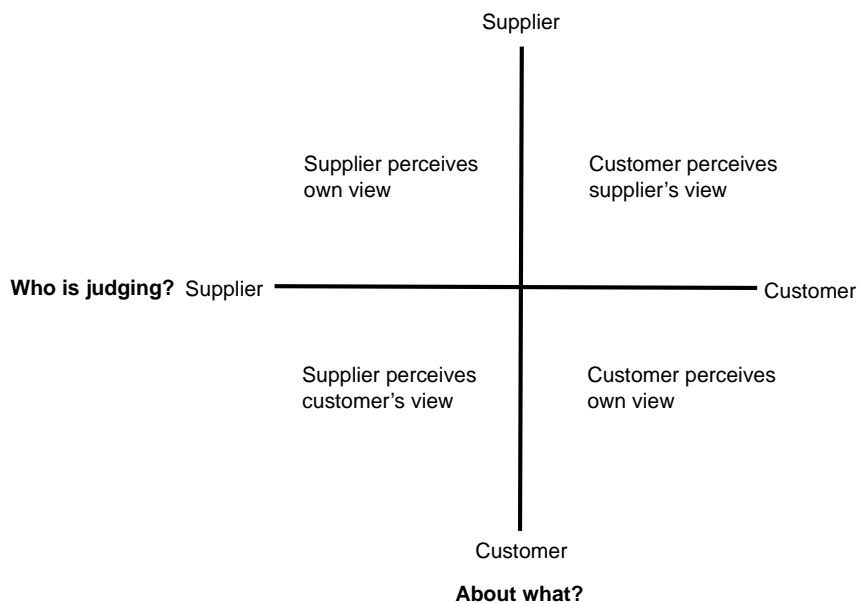 Supplier
Supplier perceives
own view
Customer perceives
supplier’s view
Who is judging? Supplier
Customer
Supplier perceives
customer’s view
Customer perceives
own view
Customer
About what?